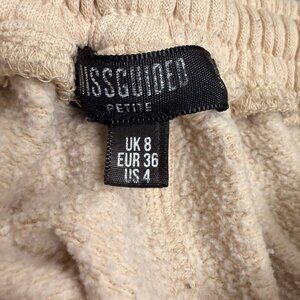 MISSGUIDED
PETITE
UK 8
EUR 36
US 4